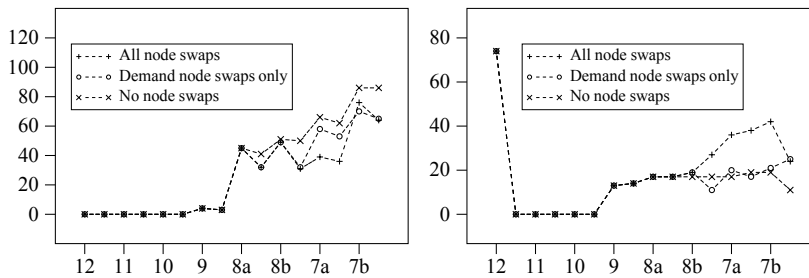 120
100
80
60
40
20
0
All node swaps
Demand node swaps only
No node swaps
12 11 10 9 8a 8b 7a 7b
80
60
40
20
0
All node swaps
Demand node swaps only
No node swaps
12 11 10 9 8a 8b 7a 7b